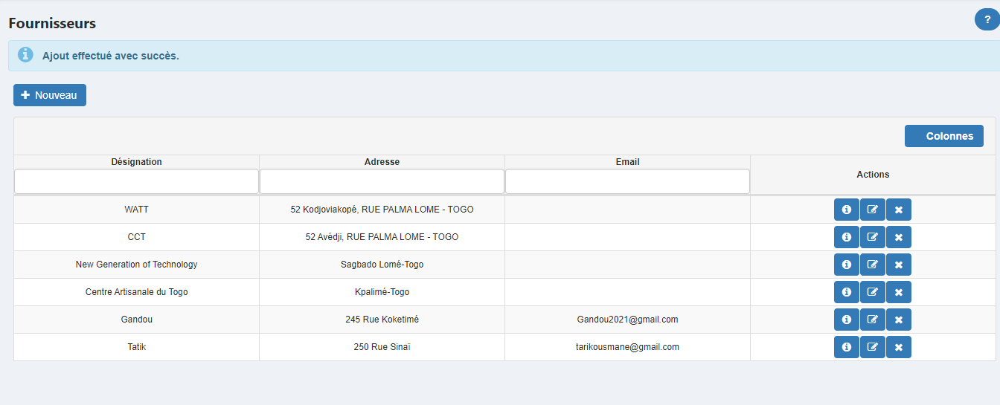 Fournisseurs
?
Ajout effectué avec succès.
Nouveau
Colonnes
Désignation Adresse Email Actions
WATT 52 Kodjoviakopé, RUE PALMA LOME - TOGO
CCT 52 Avédji, RUE PALMA LOME - TOGO
New Generation of Technology Sagbado Lomé-Togo
Centre Artisanale du Togo Kpalimé-Togo
Gandou 245 Rue Koketimé Gandou2021@gmail.com
Tatik 250 Rue Sinaï tarikousmane@gmail.com